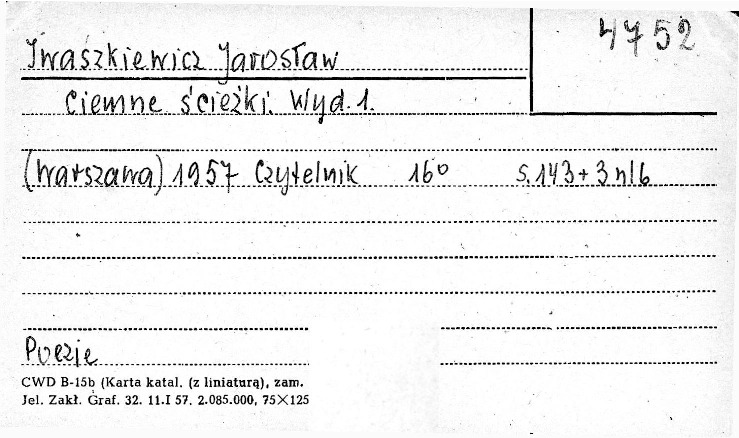 4752
Iwaszkiewicz Jarosław
Ciemne ścieżki. Wyd. 1.
(Warszawa) 1957 Czytelnik 16° s. 143 + 3 nlb
Poezje
CWD B-15b (Karta katal. (z liniaturą), zam.
Jel. Zakł. Graf. 32. 11.I 57. 2.085.000, 75×125